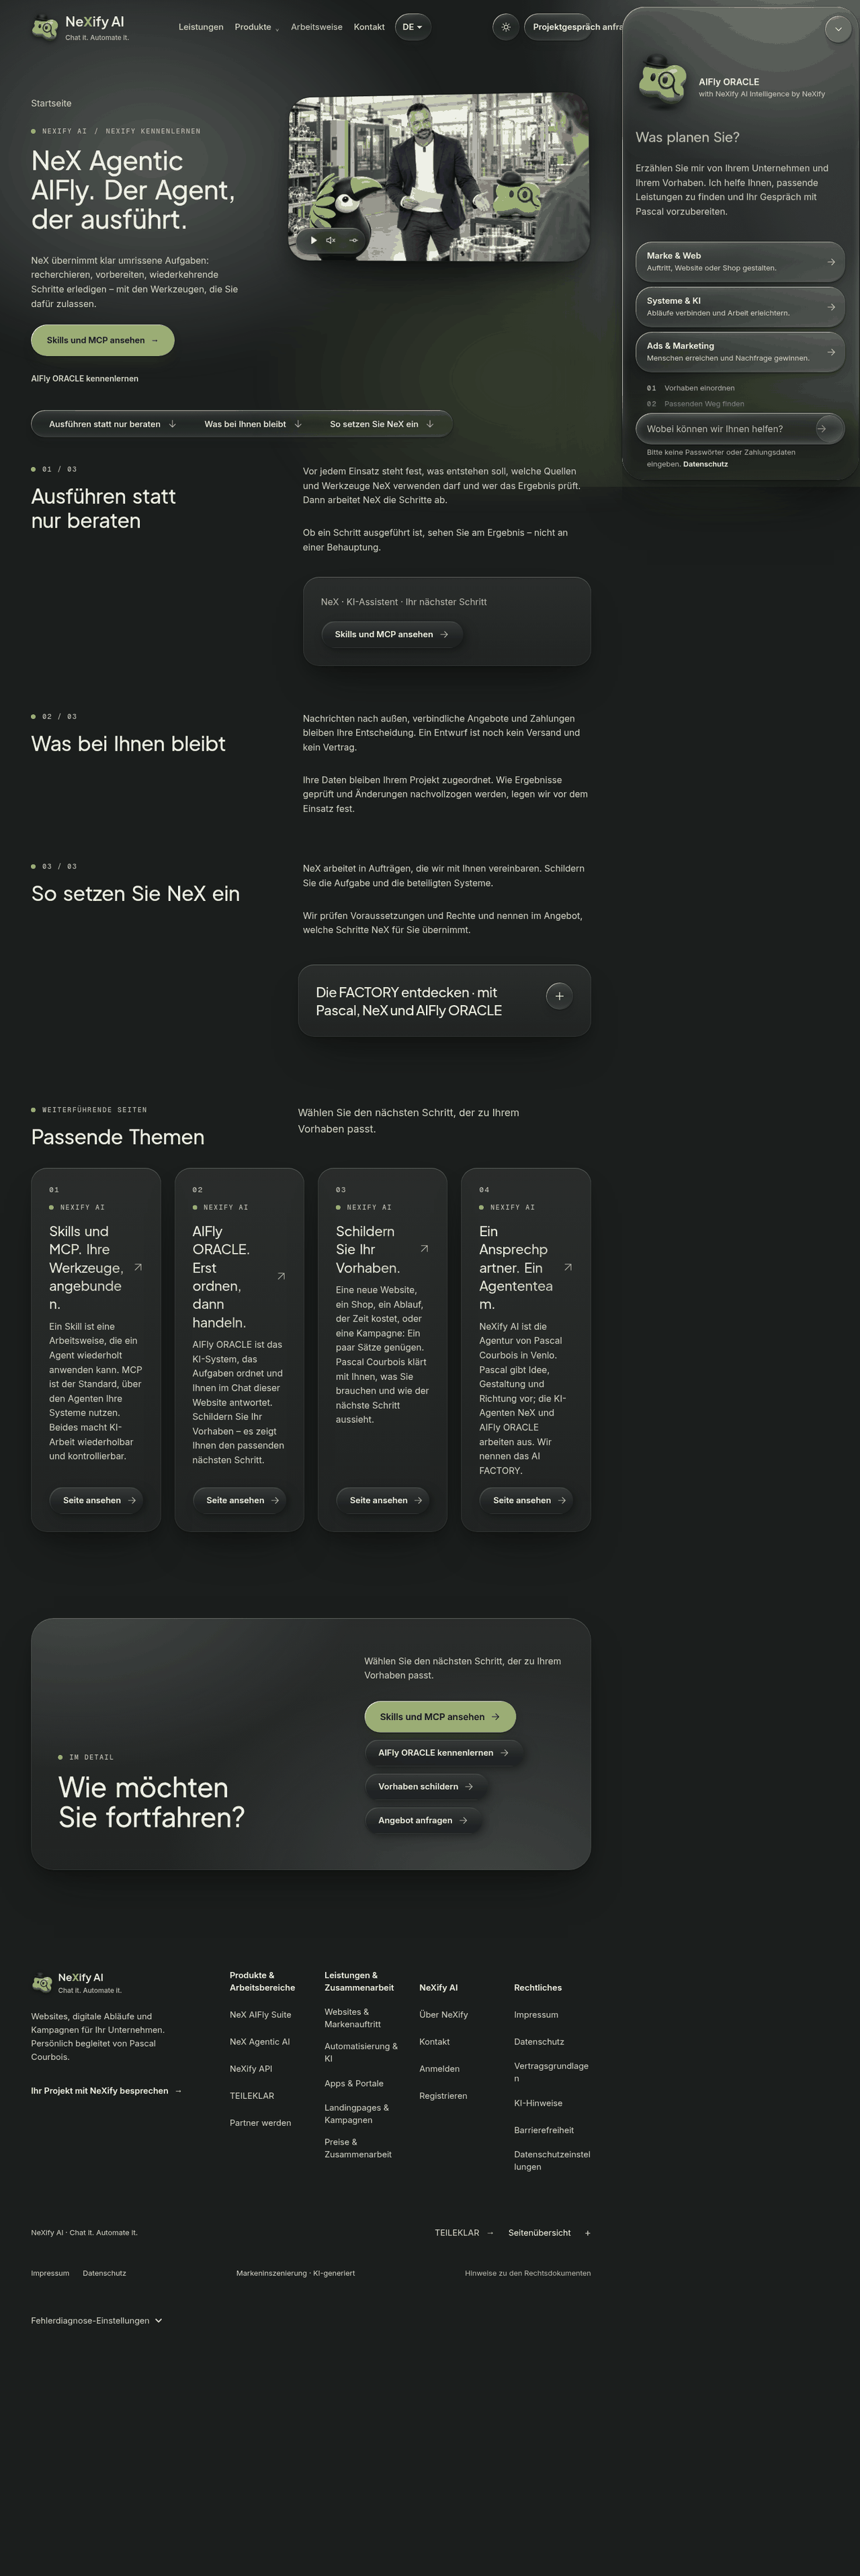 NeXify AI
Chat it. Automate it.
Leistungen
Produkte
Arbeitsweise
Kontakt
DE
Projektgespräch anfra
Startseite
NEXIFY AI / NEXIFY KENNENLERNEN
NeX Agentic
AIFly. Der Agent,
der ausführt.
NeX übernimmt klar umrissene Aufgaben:
recherchieren, vorbereiten, wiederkehrende
Schritte erledigen – mit den Werkzeugen, die Sie
dafür zulassen.
Skills und MCP ansehen →
AIFly ORACLE kennenlernen
Ausführen statt nur beraten ↓
Was bei Ihnen bleibt ↓
So setzen Sie NeX ein ↓
AIFly ORACLE
with NeXify AI Intelligence by NeXify
Was planen Sie?
Erzählen Sie mir von Ihrem Unternehmen und
Ihrem Vorhaben. Ich helfe Ihnen, passende
Leistungen zu finden und Ihr Gespräch mit
Pascal vorzubereiten.
Marke & Web
Auftritt, Website oder Shop gestalten.
→
Systeme & KI
Abläufe verbinden und Arbeit erleichtern.
→
Ads & Marketing
Menschen erreichen und Nachfrage gewinnen.
→
01 Vorhaben einordnen
02 Passenden Weg finden
Wobei können wir Ihnen helfen? →
Bitte keine Passwörter oder Zahlungsdaten
eingeben. Datenschutz
01 / 03
Ausführen statt
nur beraten
Vor jedem Einsatz steht fest, was entstehen soll, welche Quellen
und Werkzeuge NeX verwenden darf und wer das Ergebnis prüft.
Dann arbeitet NeX die Schritte ab.
Ob ein Schritt ausgeführt ist, sehen Sie am Ergebnis – nicht an
einer Behauptung.
NeX · KI-Assistent · Ihr nächster Schritt
Skills und MCP ansehen →
02 / 03
Was bei Ihnen bleibt
Nachrichten nach außen, verbindliche Angebote und Zahlungen
bleiben Ihre Entscheidung. Ein Entwurf ist noch kein Versand und
kein Vertrag.
Ihre Daten bleiben Ihrem Projekt zugeordnet. Wie Ergebnisse
geprüft und Änderungen nachvollzogen werden, legen wir vor dem
Einsatz fest.
03 / 03
So setzen Sie NeX ein
NeX arbeitet in Aufträgen, die wir mit Ihnen vereinbaren. Schildern
Sie die Aufgabe und die beteiligten Systeme.
Wir prüfen Voraussetzungen und Rechte und nennen im Angebot,
welche Schritte NeX für Sie übernimmt.
Die FACTORY entdecken · mit
Pascal, NeX und AIFly ORACLE
+
WEITERFÜHRENDE SEITEN
Passende Themen
Wählen Sie den nächsten Schritt, der zu Ihrem
Vorhaben passt.
01
NEXIFY AI
Skills und
MCP. Ihre
Werkzeuge,
angebunde
n.
Ein Skill ist eine
Arbeitsweise, die ein
Agent wiederholt
anwenden kann. MCP
ist der Standard, über
den Agenten Ihre
Systeme nutzen.
Beides macht KI-
Arbeit wiederholbar
und kontrollierbar.
Seite ansehen →
02
NEXIFY AI
AIFly
ORACLE.
Erst
ordnen,
dann
handeln.
AIFly ORACLE ist das
KI-System, das
Aufgaben ordnet und
Ihnen im Chat dieser
Website antwortet.
Schildern Sie Ihr
Vorhaben – es zeigt
Ihnen den passenden
nächsten Schritt.
Seite ansehen →
03
NEXIFY AI
Schildern
Sie Ihr
Vorhaben.
Eine neue Website,
ein Shop, ein Ablauf,
der Zeit kostet, oder
eine Kampagne: Ein
paar Sätze genügen.
Pascal Courbois klärt
mit Ihnen, was Sie
brauchen und wie der
nächste Schritt
aussieht.
Seite ansehen →
04
NEXIFY AI
Ein
Ansprechp
artner. Ein
Agententea
m.
NeXify AI ist die
Agentur von Pascal
Courbois in Venlo.
Pascal gibt Idee,
Gestaltung und
Richtung vor; die KI-
Agenten NeX und
AIFly ORACLE
arbeiten aus. Wir
nennen das AI
FACTORY.
Seite ansehen →
IM DETAIL
Wie möchten
Sie fortfahren?
Wählen Sie den nächsten Schritt, der zu Ihrem
Vorhaben passt.
Skills und MCP ansehen →
AIFly ORACLE kennenlernen →
Vorhaben schildern →
Angebot anfragen →
NeXify AI
Chat it. Automate it.
Websites, digitale Abläufe und
Kampagnen für Ihr Unternehmen.
Persönlich begleitet von Pascal
Courbois.
Ihr Projekt mit NeXify besprechen →
Produkte &
Arbeitsbereiche
NeX AIFly Suite
NeX Agentic AI
NeXify API
TEILEKLAR
Partner werden
Leistungen &
Zusammenarbeit
Websites &
Markenauftritt
Automatisierung &
KI
Apps & Portale
Landingpages &
Kampagnen
Preise &
Zusammenarbeit
NeXify AI
Über NeXify
Kontakt
Anmelden
Registrieren
Rechtliches
Impressum
Datenschutz
Vertragsgrundlage
n
KI-Hinweise
Barrierefreiheit
Datenschutzeinstel
lungen
NeXify AI · Chat it. Automate it.
TEILEKLAR →
Seitenübersicht +
Impressum
Datenschutz
Markeninszenierung · KI-generiert
Hinweise zu den Rechtsdokumenten
Fehlerdiagnose-Einstellungen